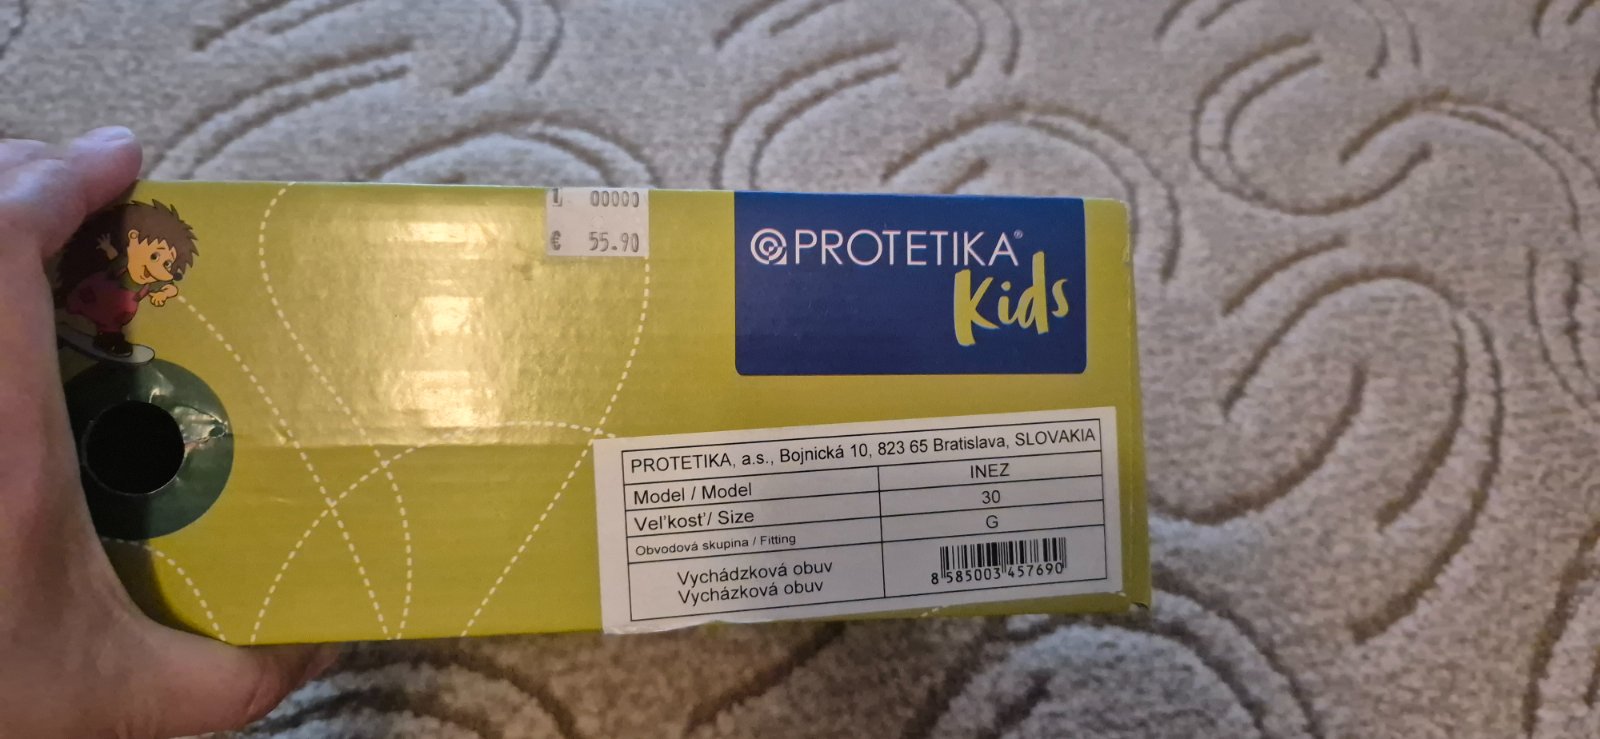 L 00000
€ 55.90
PROTETIKA®
Kids
PROTETIKA, a.s., Bojnická 10, 823 65 Bratislava, SLOVAKIA
Model / Model INEZ
Veľkosť/ Size 30
Obvodová skupina / Fitting G
Vychádzková obuv
Vycházková obuv
8 585003 457690